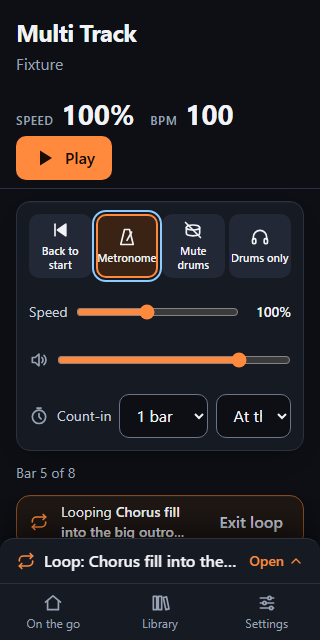 Multi Track
Fixture
SPEED 100% BPM 100
Play
Back to start
Metronome
Mute drums
Drums only
Speed 100%
Count-in 1 bar At tl
Bar 5 of 8
Looping Chorus fill
into the big outro... Exit loop
Loop: Chorus fill into the... Open
On the go Library Settings